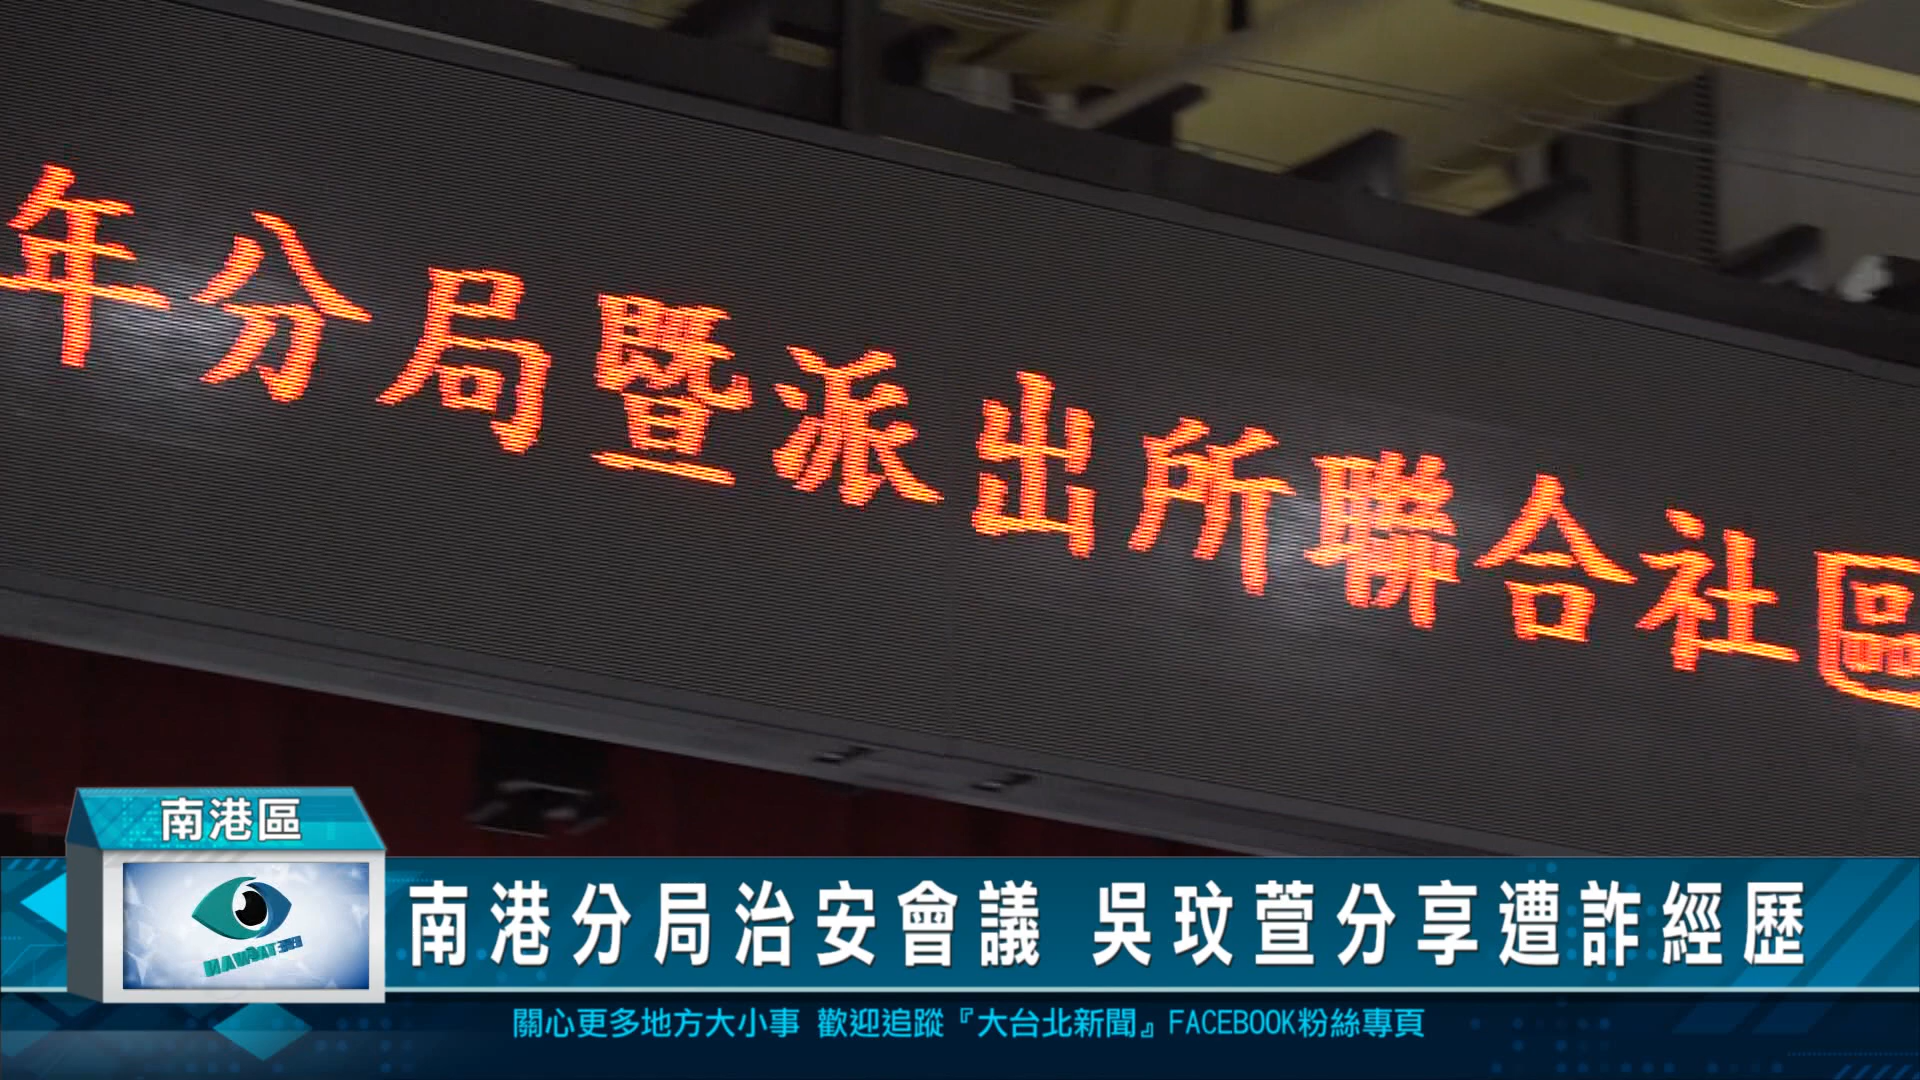 年分局暨派出所聯合社區
南港區
南港分局治安會議 吳玟萱分享遭詐經歷
關心更多地方大小事 歡迎追蹤『大台北新聞』FACEBOOK粉絲專頁